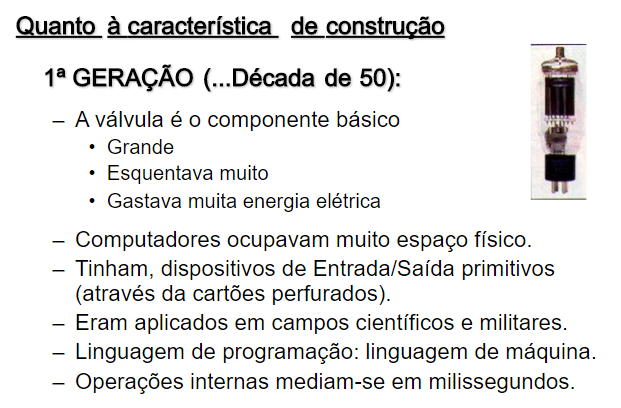 Quanto à característica de construção
1ª GERAÇÃO (...Década de 50):
– A válvula é o componente básico
• Grande
• Esquentava muito
• Gastava muita energia elétrica
– Computadores ocupavam muito espaço físico.
– Tinham, dispositivos de Entrada/Saída primitivos
(através da cartões perfurados).
– Eram aplicados em campos científicos e militares.
– Linguagem de programação: linguagem de máquina.
– Operações internas mediam-se em milissegundos.